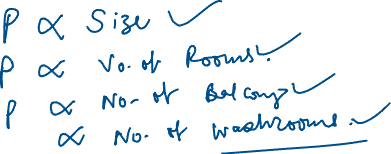 P ∝ Size ✓
P ∝ No. of Rooms. ✓
P ∝ No- of Balcony ✓
∝ No. of Washrooms. ✓